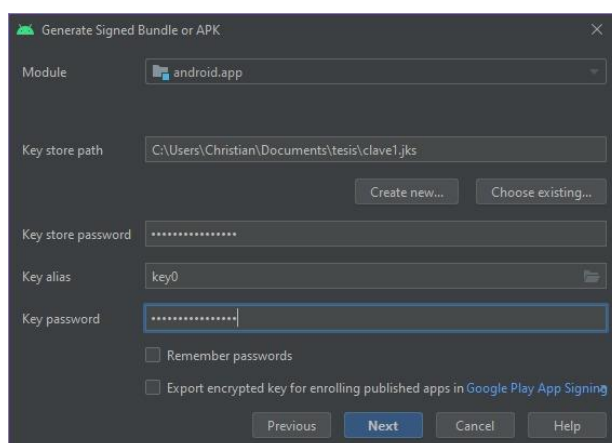 Generate Signed Bundle or APK
Module
android.app
Key store path
C:\Users\Christian\Documents\tesis\clave1.jks
Create new... Choose existing...
Key store password
••••••••••••••••
Key alias
key0
Key password
••••••••••••••••
Remember passwords
Export encrypted key for enrolling published apps in Google Play App Signing
Previous Next Cancel Help